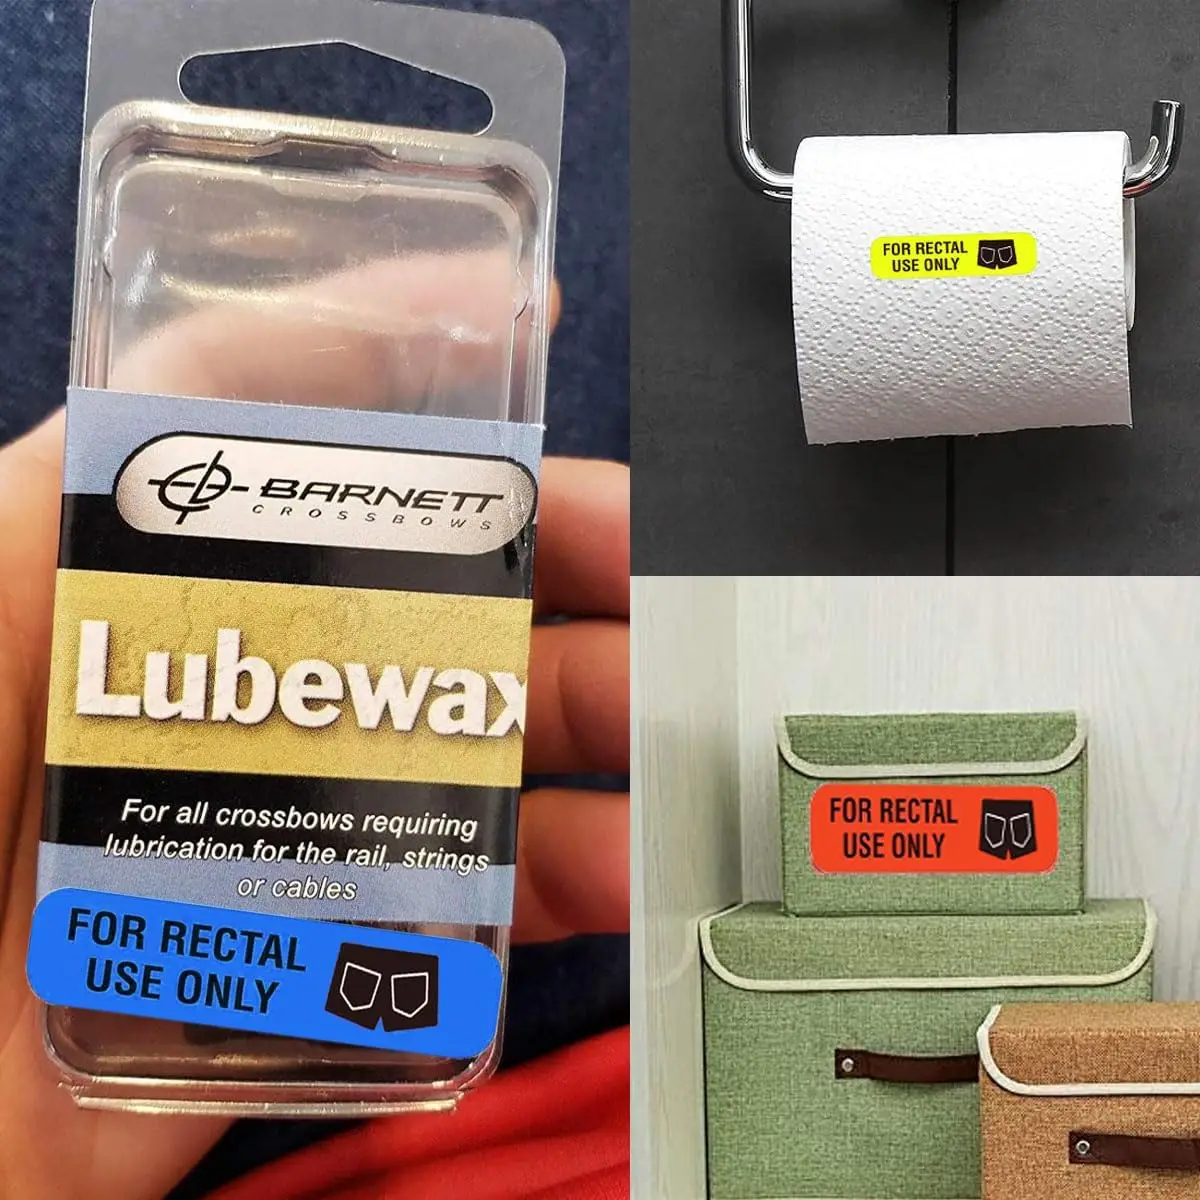 BARNETT
CROSSBOWS
Lubewax
For all crossbows requiring
lubrication for the rail, strings
or cables
FOR RECTAL
USE ONLY
FOR RECTAL
USE ONLY
FOR RECTAL
USE ONLY